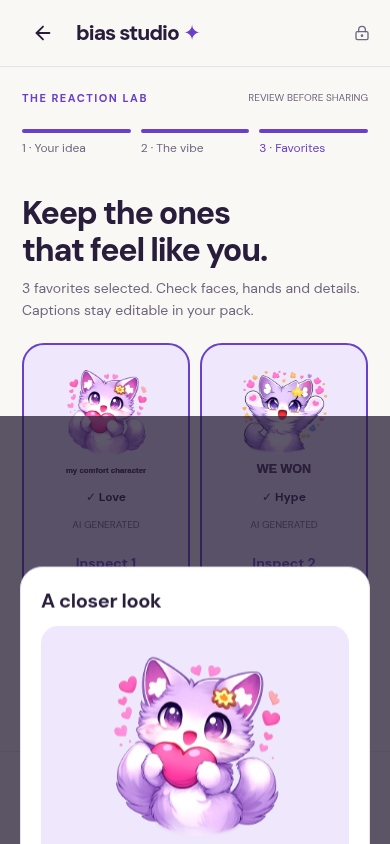 bias studio ✦
THE REACTION LAB
REVIEW BEFORE SHARING
1 · Your idea
2 · The vibe
3 · Favorites
Keep the ones
that feel like you.
3 favorites selected. Check faces, hands and details.
Captions stay editable in your pack.
my comfort character
WE WON
✓ Love
✓ Hype
AI GENERATED
AI GENERATED
Inspect 1
Inspect 2
A closer look